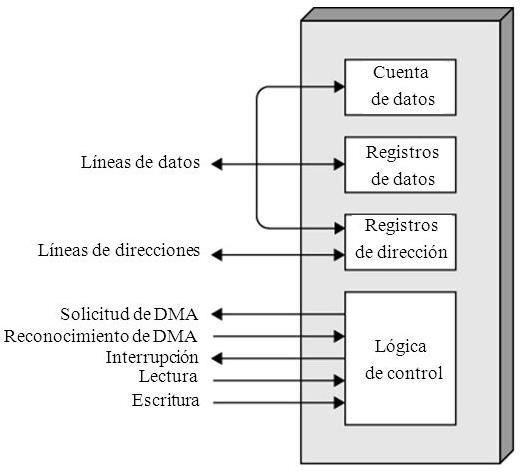 Cuenta
de datos
Líneas de datos
Registros
de datos
Líneas de direcciones
Registros
de dirección
Solicitud de DMA
Reconocimiento de DMA
Interrupción
Lectura
Escritura
Lógica
de control